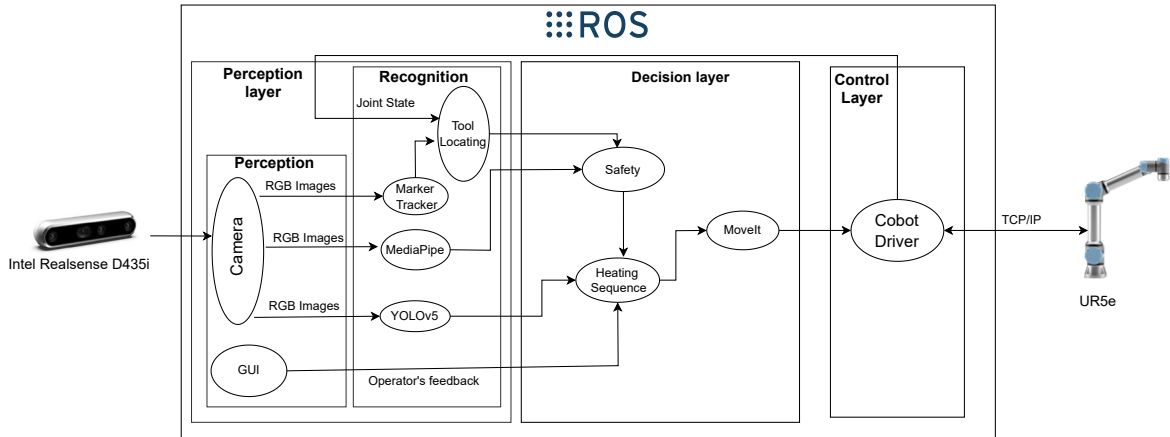 ROS
Perception
layer
Recognition
Decision layer
Control
Layer
Joint State
Tool
Locating
Perception
Safety
RGB Images
Marker
Tracker
Camera
RGB Images
MediaPipe
MoveIt
Cobot
Driver
TCP/IP
Intel Realsense D435i
Heating
Sequence
RGB Images
YOLOv5
UR5e
GUI
Operator's feedback